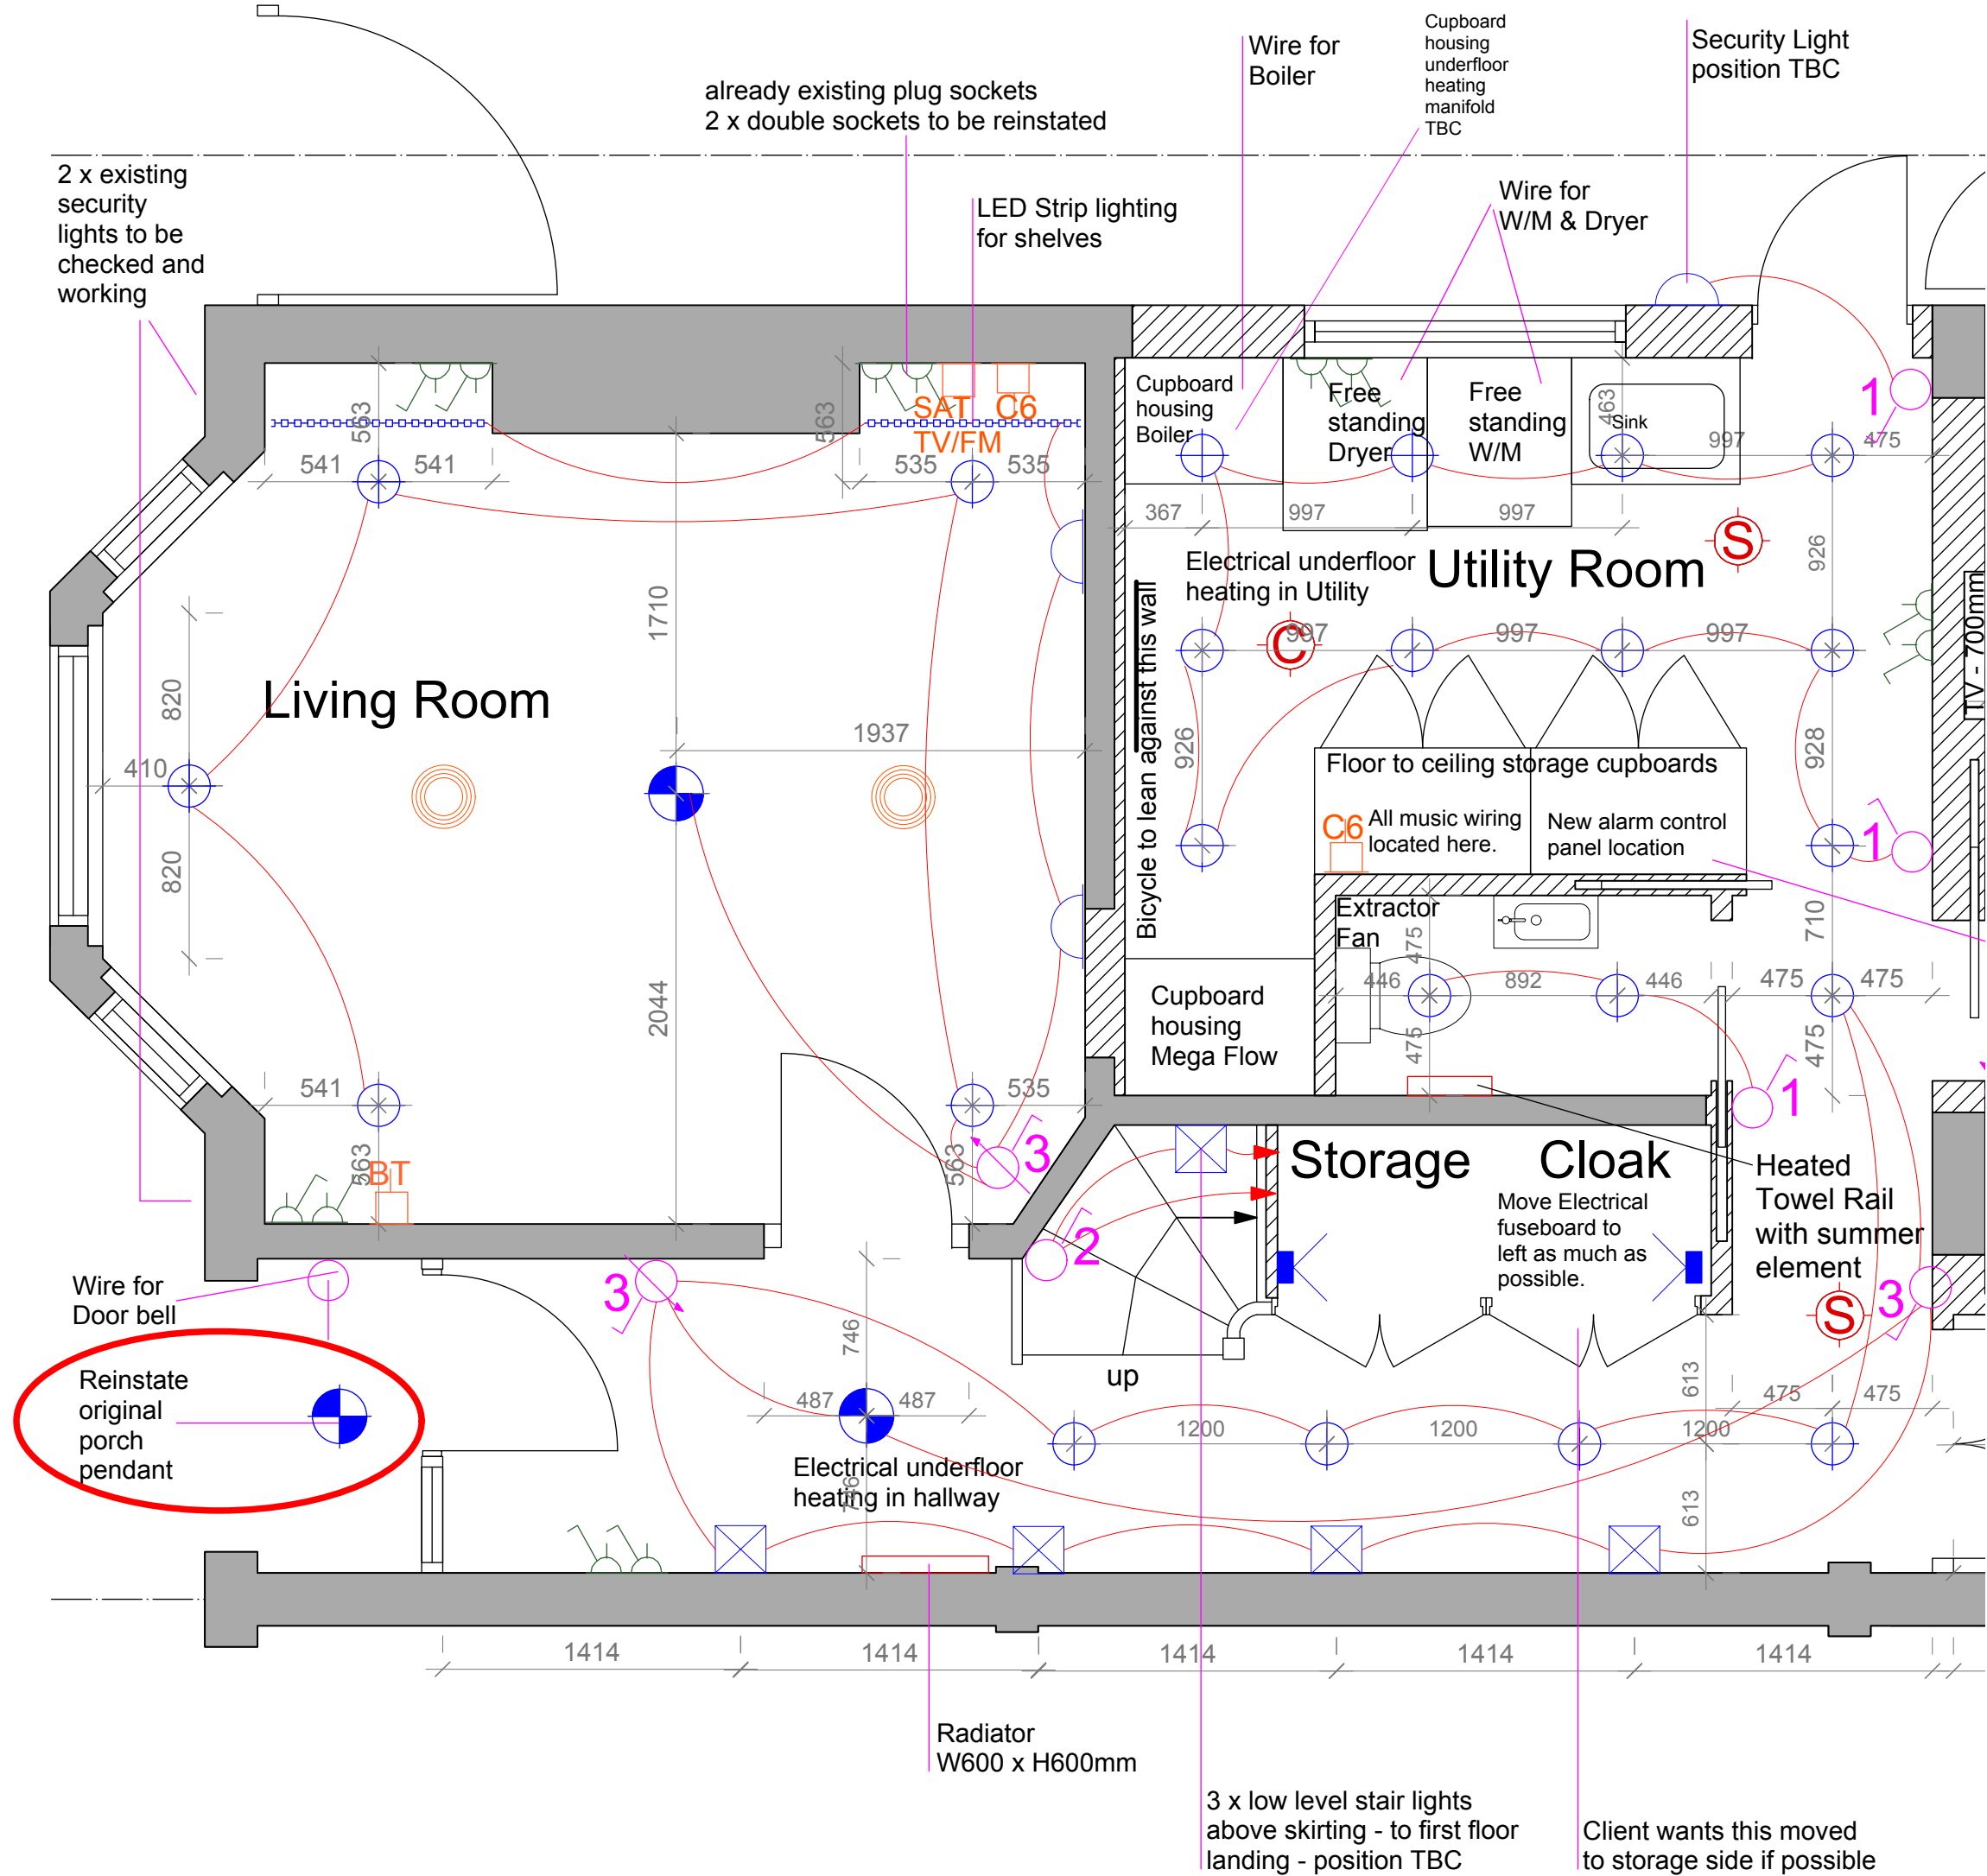 Wire for
Boiler
Cupboard
housing
underfloor
heating
manifold
TBC
Security Light
position TBC
already existing plug sockets
2 x double sockets to be reinstated
2 x existing
security
lights to be
checked and
working
LED Strip lighting
for shelves
Wire for
W/M & Dryer
Cupboard
housing
Boiler
Free
standing
Dryer
Free
standing
W/M
Sink
463
1
563
563
SAT
C6
TV/FM
541
541
535
535
997
475
367
997
997
S
926
Electrical underfloor
heating in Utility
Utility Room
1710
Bicycle to lean against this wall
C
997
997
997
TV - 700mm
Living Room
820
1937
926
928
410
Floor to ceiling storage cupboards
C6
All music wiring
located here.
New alarm control
panel location
1
820
Extractor
Fan
475
710
446
892
446
475
475
2044
Cupboard
housing
Mega Flow
475
475
541
535
1
3
563
BT
563
Storage
Cloak
Heated
Towel Rail
with summer
element
Move Electrical
fuseboard to
left as much as
possible.
2
Wire for
Door bell
3
3
S
746
up
613
Reinstate
original
porch
pendant
487
487
475
475
1200
1200
1200
Electrical underfloor
heating in hallway
746
613
1414
1414
1414
1414
1414
Radiator
W600 x H600mm
3 x low level stair lights
above skirting - to first floor
landing - position TBC
Client wants this moved
to storage side if possible